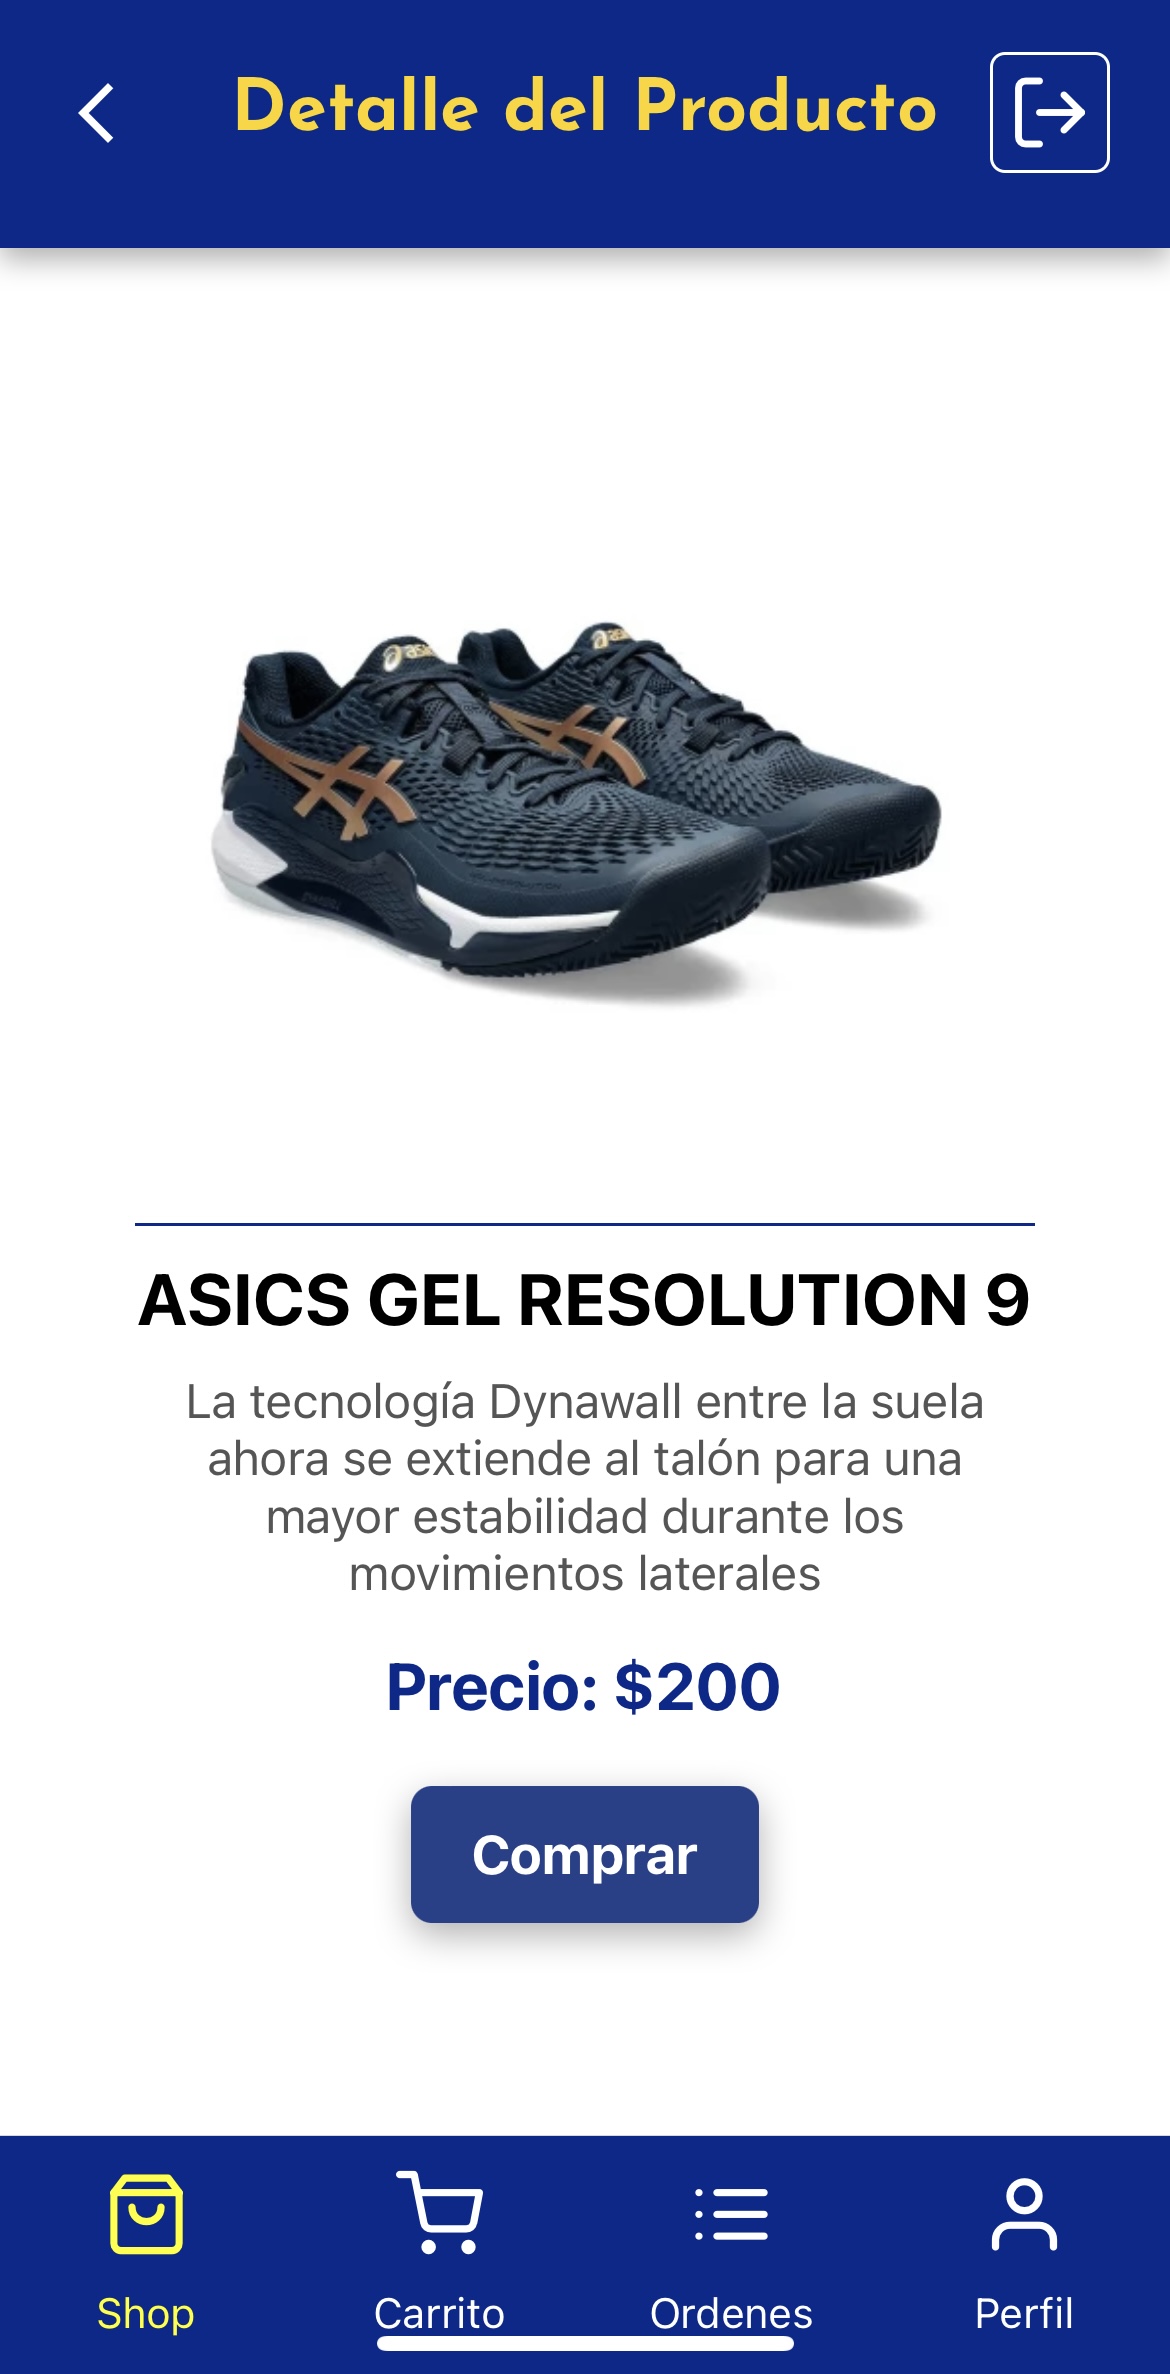 Detalle del Producto
ASICS GEL RESOLUTION 9
La tecnología Dynawall entre la suela
ahora se extiende al talón para una
mayor estabilidad durante los
movimientos laterales
Precio: $200
Comprar
Shop
Carrito
Ordenes
Perfil